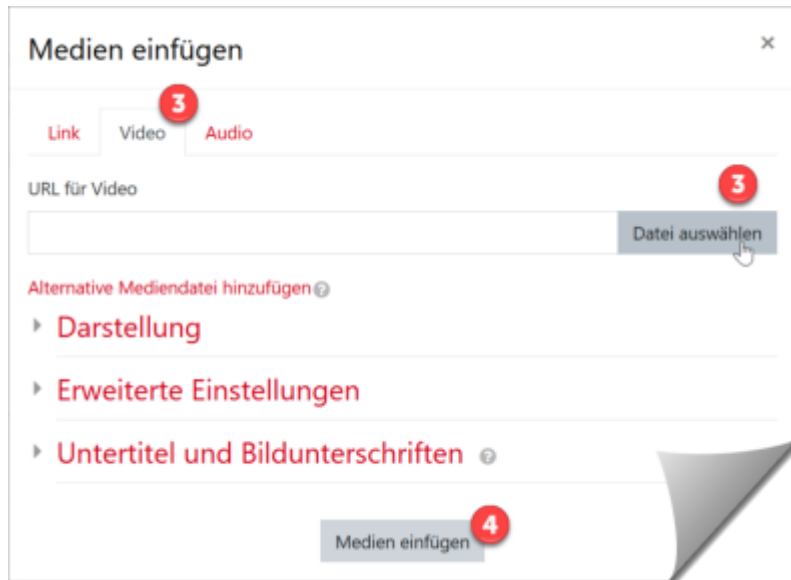 Medien einfügen ×
3
Link Video Audio
URL für Video
3
Datei auswählen
Alternative Mediendatei hinzufügen ?
Darstellung
Erweiterte Einstellungen
Untertitel und Bildunterschriften ?
Medien einfügen 4